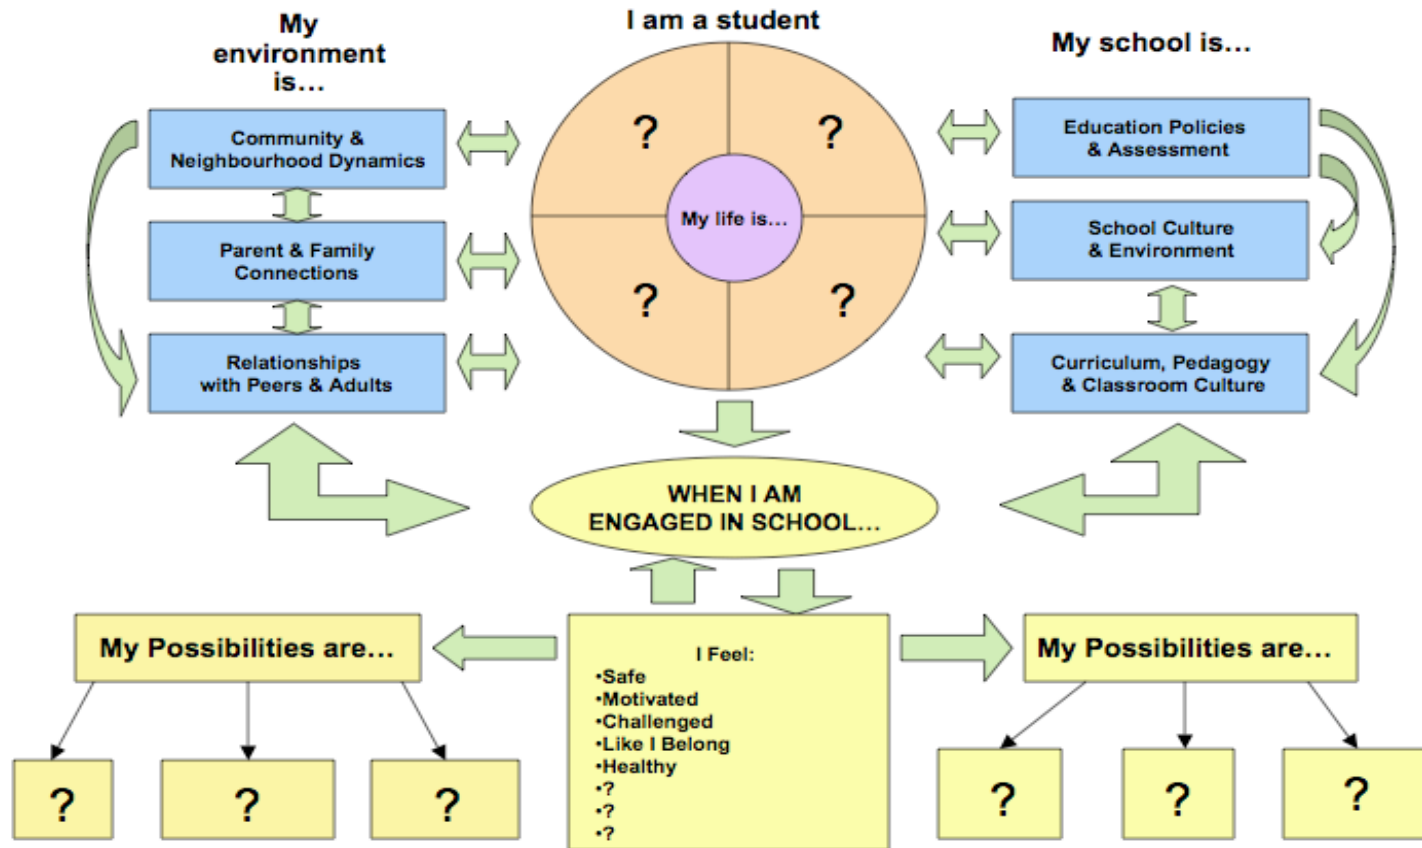 My
environment
is...
I am a student
My school is...
Community &
Neighbourhood Dynamics
Parent & Family
Connections
Relationships
with Peers & Adults
?
?
My life is...
?
?
Education Policies
& Assessment
School Culture
& Environment
Curriculum, Pedagogy
& Classroom Culture
WHEN I AM
ENGAGED IN SCHOOL...
My Possibilities are...
?
?
?
I Feel:
•Safe
•Motivated
•Challenged
•Like I Belong
•Healthy
•?
•?
•?
My Possibilities are...
?
?
?